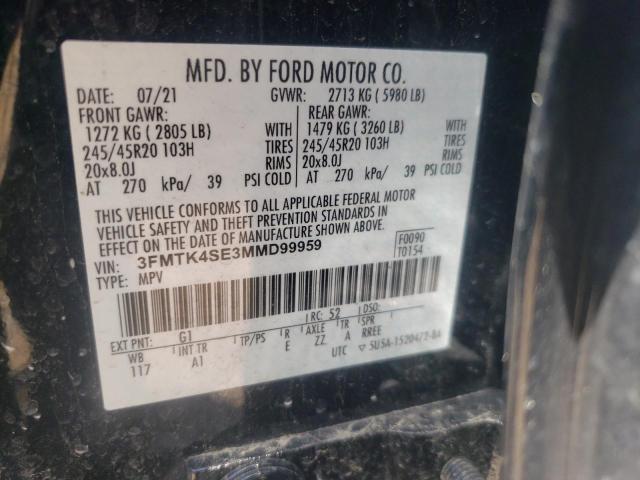 MFD. BY FORD MOTOR CO.
DATE: 07/21 GVWR: 2713 KG (5980 LB)
FRONT GAWR: REAR GAWR:
1272 KG (2805 LB) WITH 1479 KG (3260 LB) WITH
245/45R20 103H TIRES 245/45R20 103H TIRES
20x8.0J RIMS 20x8.0J RIMS
AT 270 kPa/ 39 PSI COLD AT 270 kPa/ 39 PSI COLD
THIS VEHICLE CONFORMS TO ALL APPLICABLE FEDERAL MOTOR
VEHICLE SAFETY AND THEFT PREVENTION STANDARDS IN
EFFECT ON THE DATE OF MANUFACTURE SHOWN ABOVE.
VIN: 3FMTK4SE3MMD99959 F0090
TYPE: MPV T0154
RC: 52 DSO:
EXT PNT: G1 R AXLE TR SPR
WB INT TR TP/PS E ZZ A RREE
117 A1 UTC 5U5A-1520472-BA